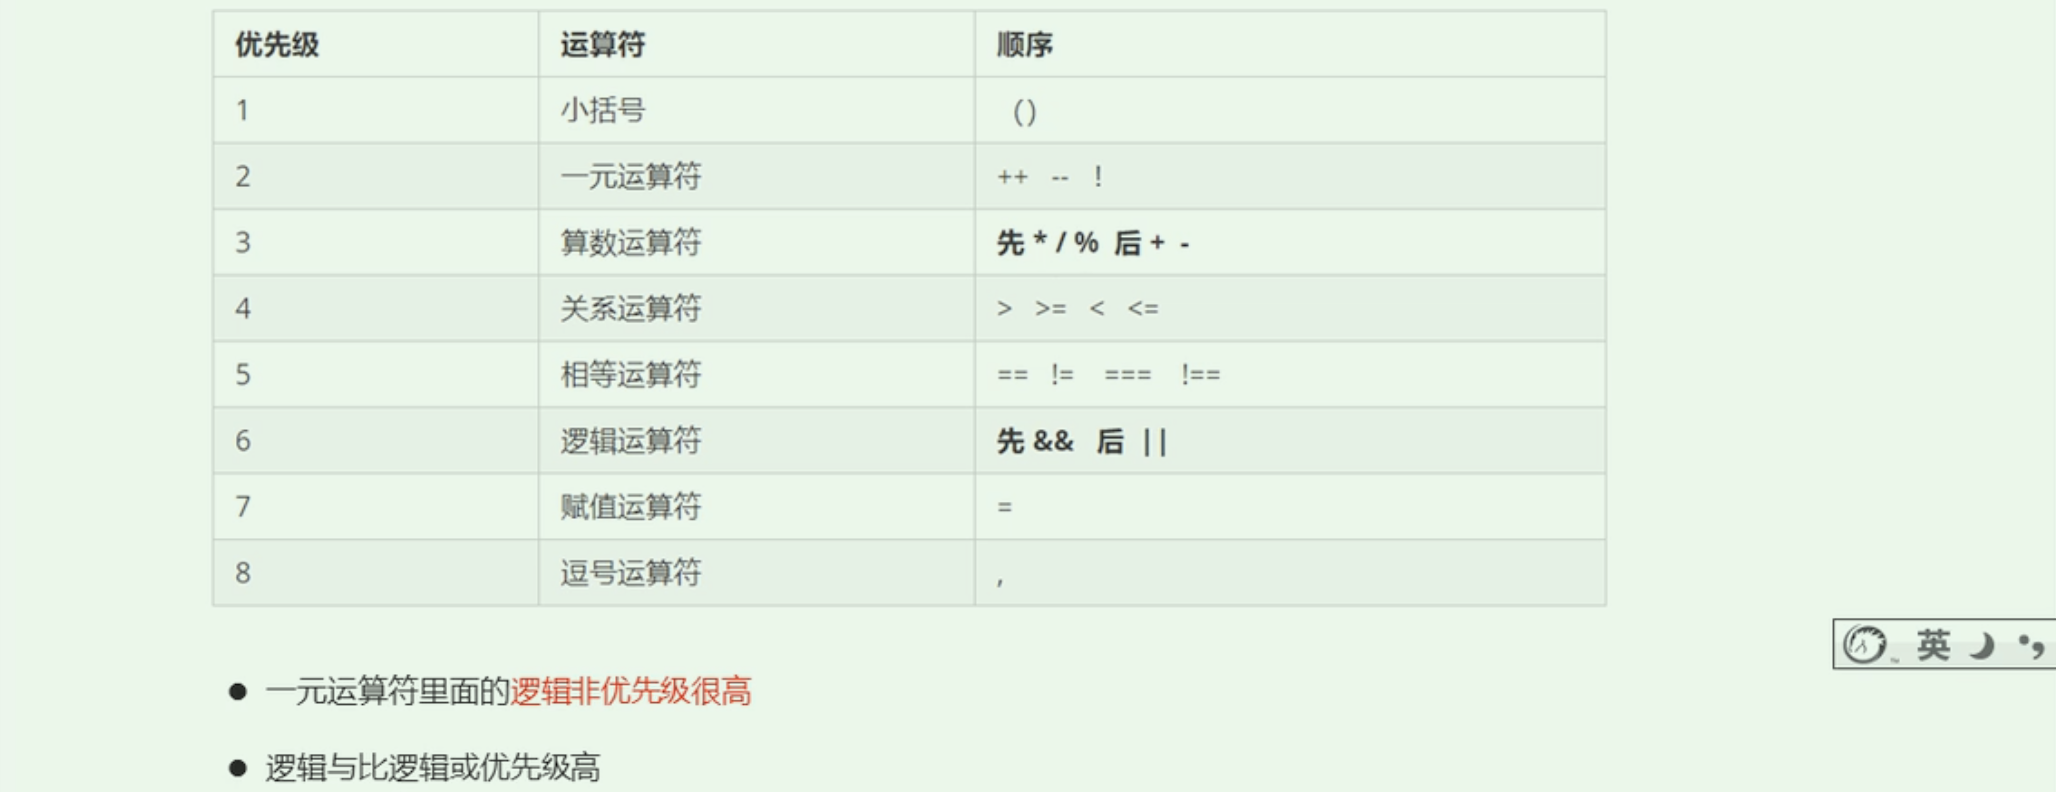 优先级 运算符 顺序
1 小括号 ()
2 一元运算符 ++ -- !
3 算数运算符 先 * / % 后 + -
4 关系运算符 > >= < <=
5 相等运算符 == != === !==
6 逻辑运算符 先 && 后 ||
7 赋值运算符 =
8 逗号运算符 ,
英
● 一元运算符里面的逻辑非优先级很高
● 逻辑与比逻辑或优先级高